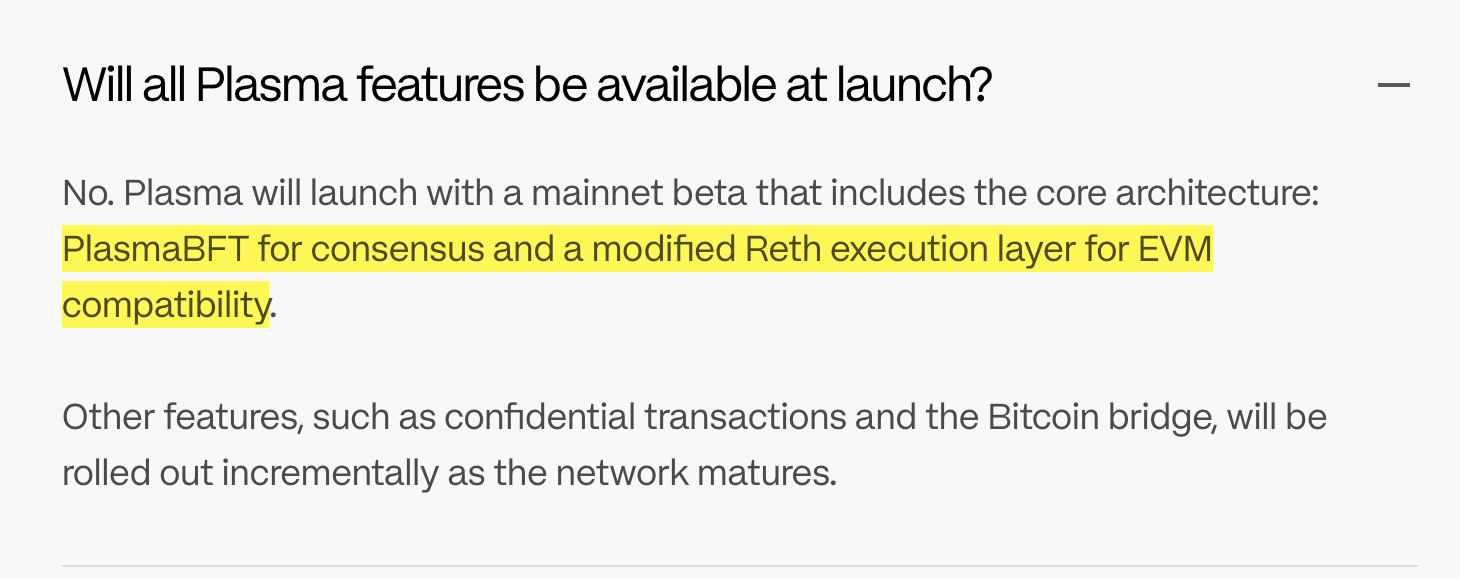 Will all Plasma features be available at launch?
No. Plasma will launch with a mainnet beta that includes the core architecture:
PlasmaBFT for consensus and a modified Reth execution layer for EVM
compatibility.
Other features, such as confidential transactions and the Bitcoin bridge, will be
rolled out incrementally as the network matures.